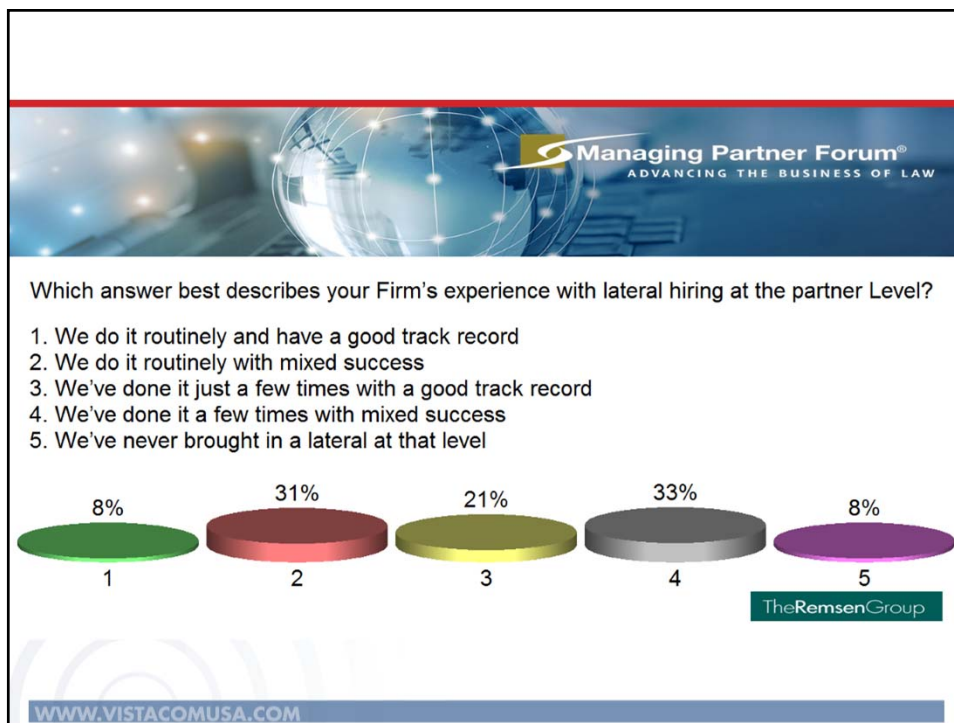 Managing Partner Forum®
ADVANCING THE BUSINESS OF LAW
Which answer best describes your Firm's experience with lateral hiring at the partner Level?
1. We do it routinely and have a good track record
2. We do it routinely with mixed success
3. We've done it just a few times with a good track record
4. We've done it a few times with mixed success
5. We've never brought in a lateral at that level
8% 31% 21% 33% 8%
1 2 3 4 5
TheRemsenGroup
WWW.VISTACOMUSA.COM